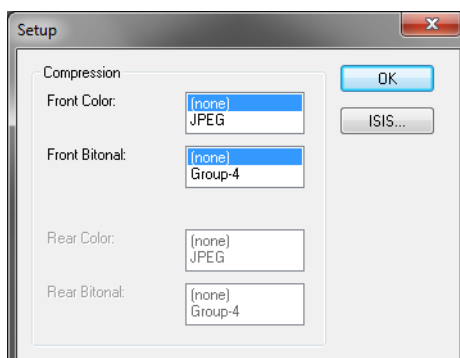 Setup
Compression
OK
Front Color:
(none)
JPEG
ISIS...
Front Bitonal:
(none)
Group-4
Rear Color:
(none)
JPEG
Rear Bitonal:
(none)
Group-4